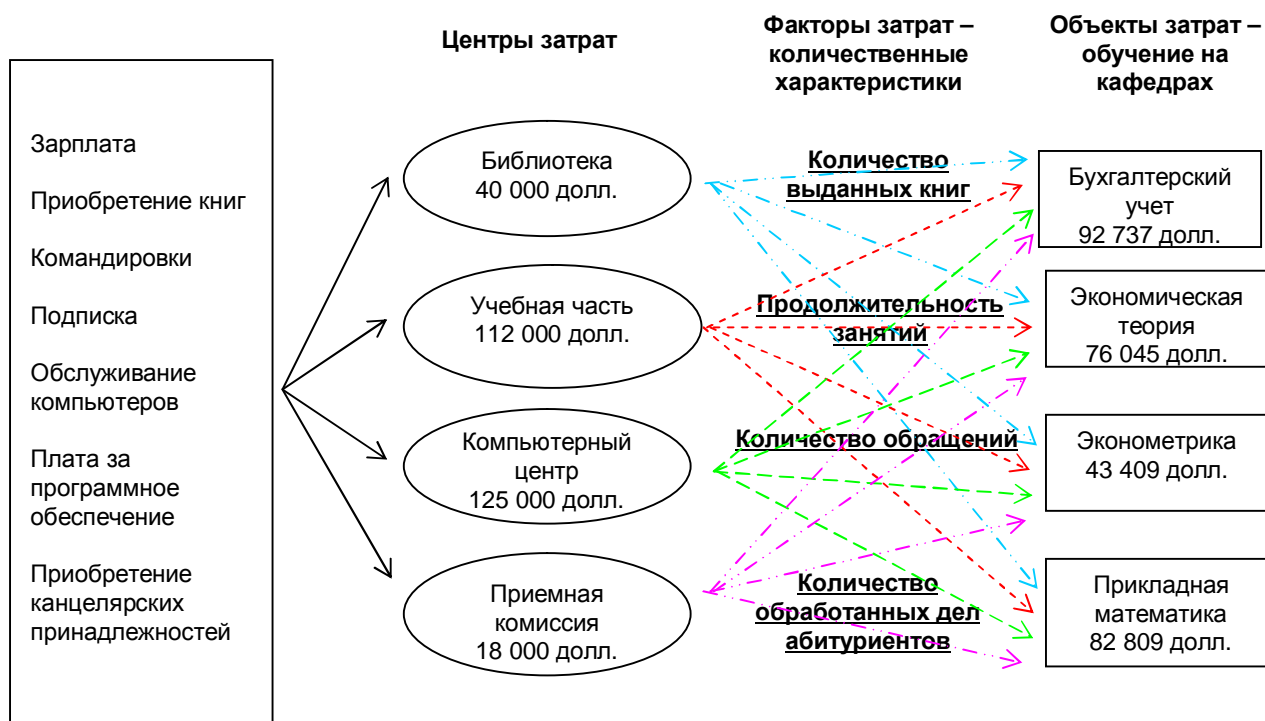 Центры затрат
Факторы затрат –
количественные
характеристики
Объекты затрат –
обучение на
кафедрах
Зарплата
Приобретение книг
Командировки
Подписка
Обслуживание
компьютеров
Плата за
программное
обеспечение
Приобретение
канцелярских
принадлежностей
Библиотека
40 000 долл.
Учебная часть
112 000 долл.
Компьютерный
центр
125 000 долл.
Приемная
комиссия
18 000 долл.
Количество
выданных книг
Продолжительность
занятий
Количество обращений
Количество
обработанных дел
абитуриентов
Бухгалтерский
учет
92 737 долл.
Экономическая
теория
76 045 долл.
Эконометрика
43 409 долл.
Прикладная
математика
82 809 долл.